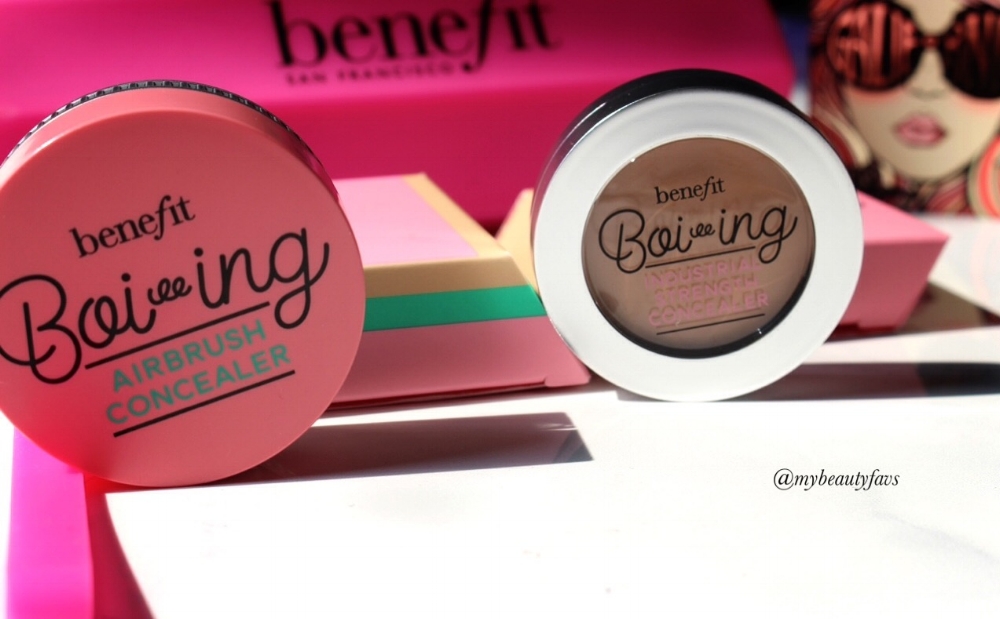 benefit
SAN FRANCISCO
benefit
Boi-ing
AIRBRUSH
CONCEALER
benefit
Boi-ing
INDUSTRIAL
STRENGTH
CONCEALER
@mybeautyfavs